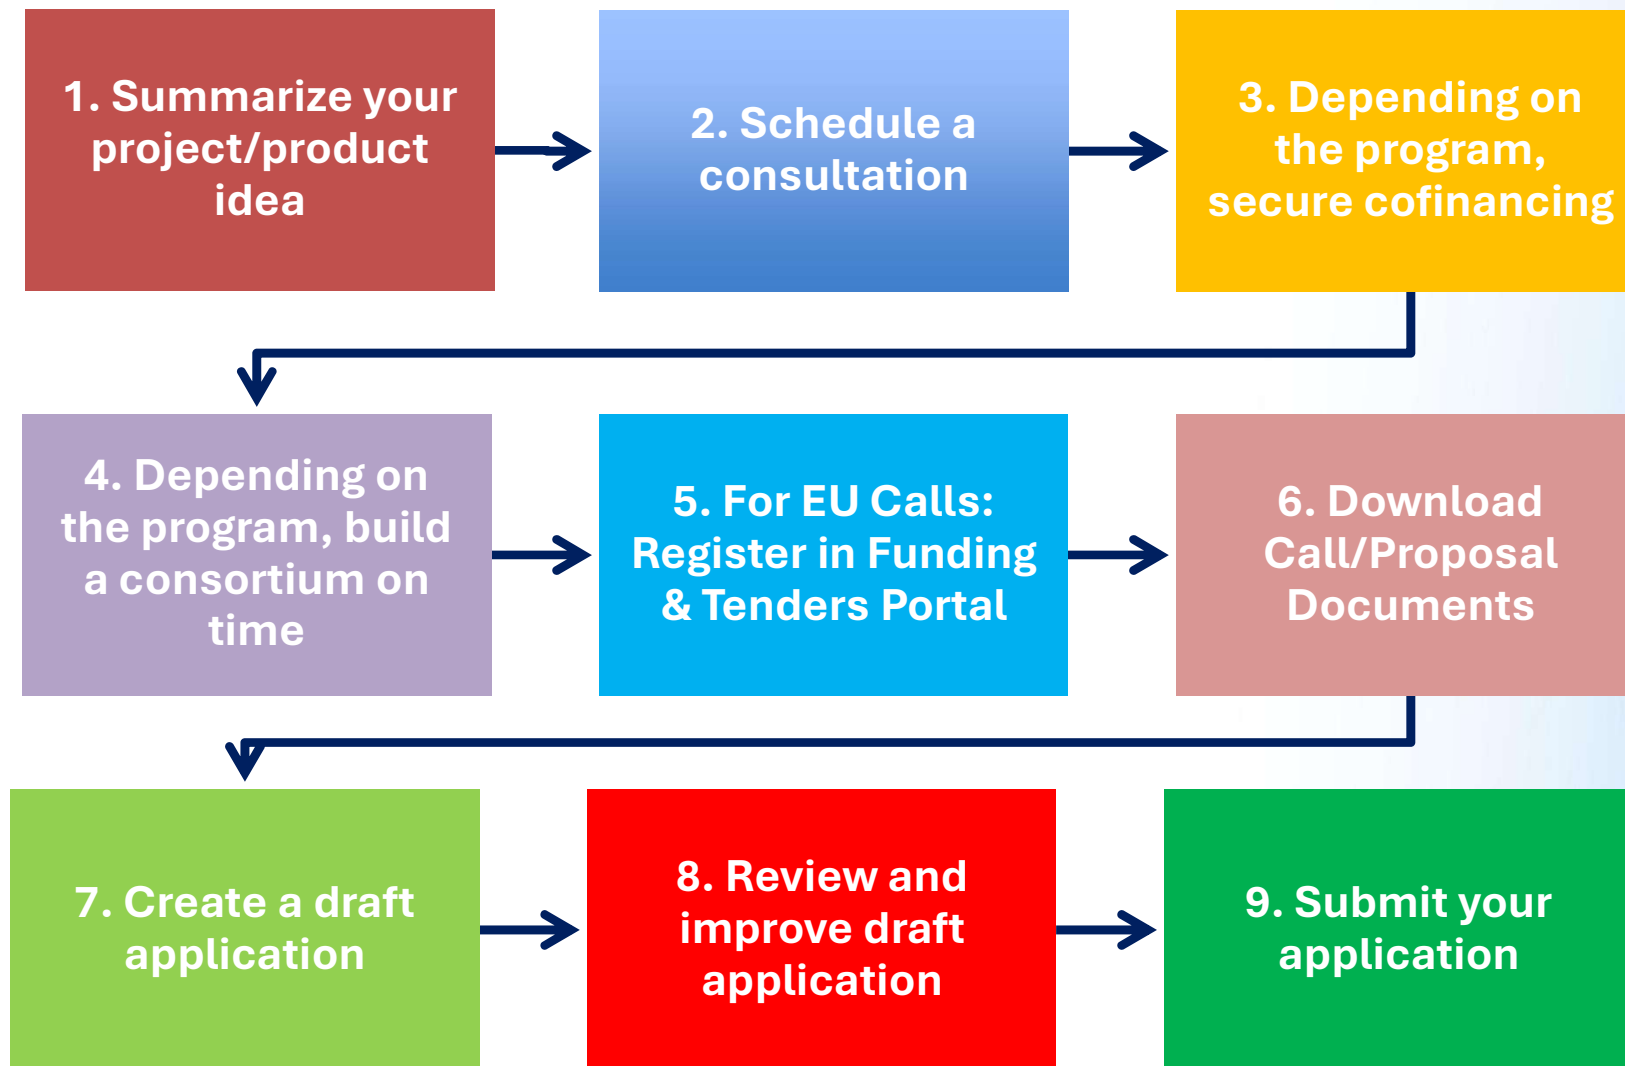 1. Summarize your
project/product
idea
2. Schedule a
consultation
3. Depending on
the program,
secure cofinancing
4. Depending on
the program, build
a consortium on
time
5. For EU Calls:
Register in Funding
& Tenders Portal
6. Download
Call/Proposal
Documents
7. Create a draft
application
8. Review and
improve draft
application
9. Submit your
application